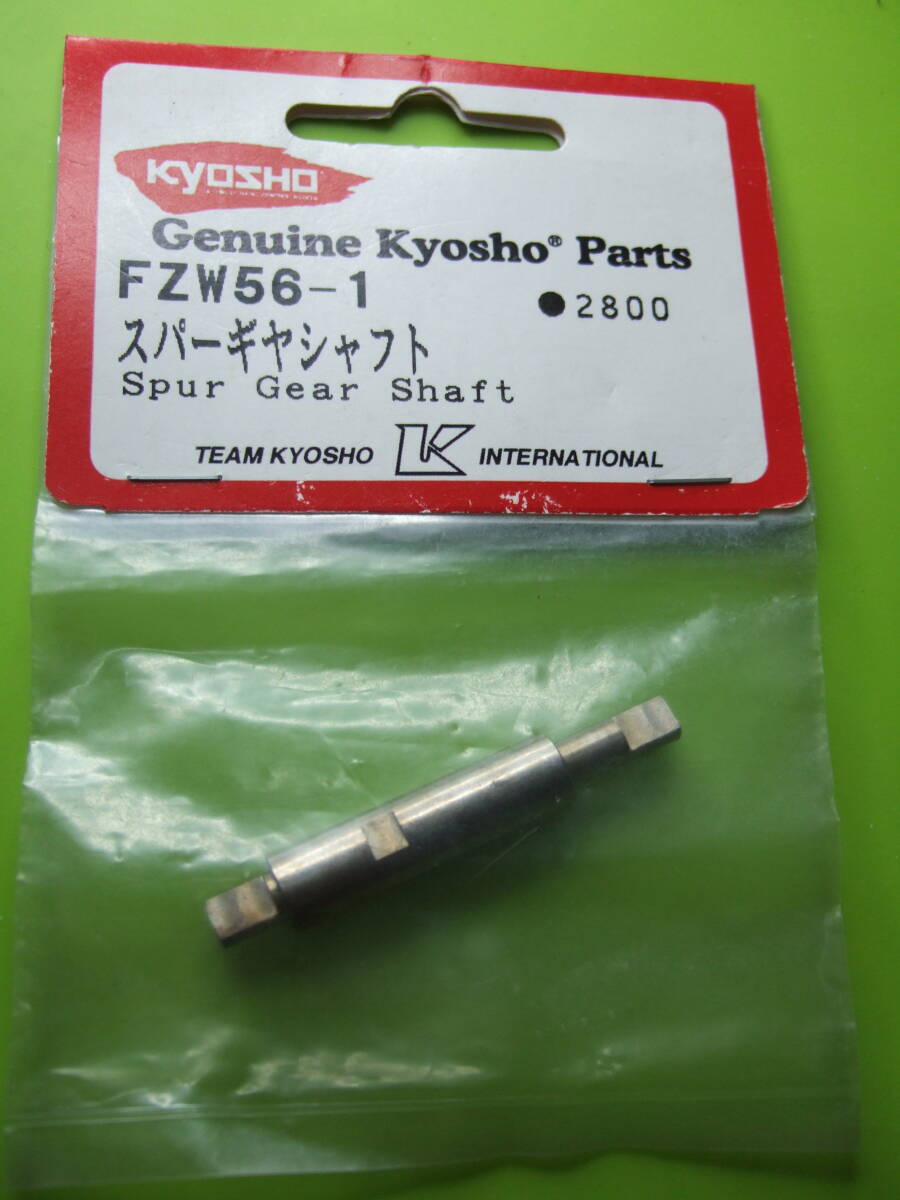 KYOSHO
Genuine Kyosho® Parts
FZW56-1
●2800
スパーギヤシャフト
Spur Gear Shaft
TEAM KYOSHO K INTERNATIONAL